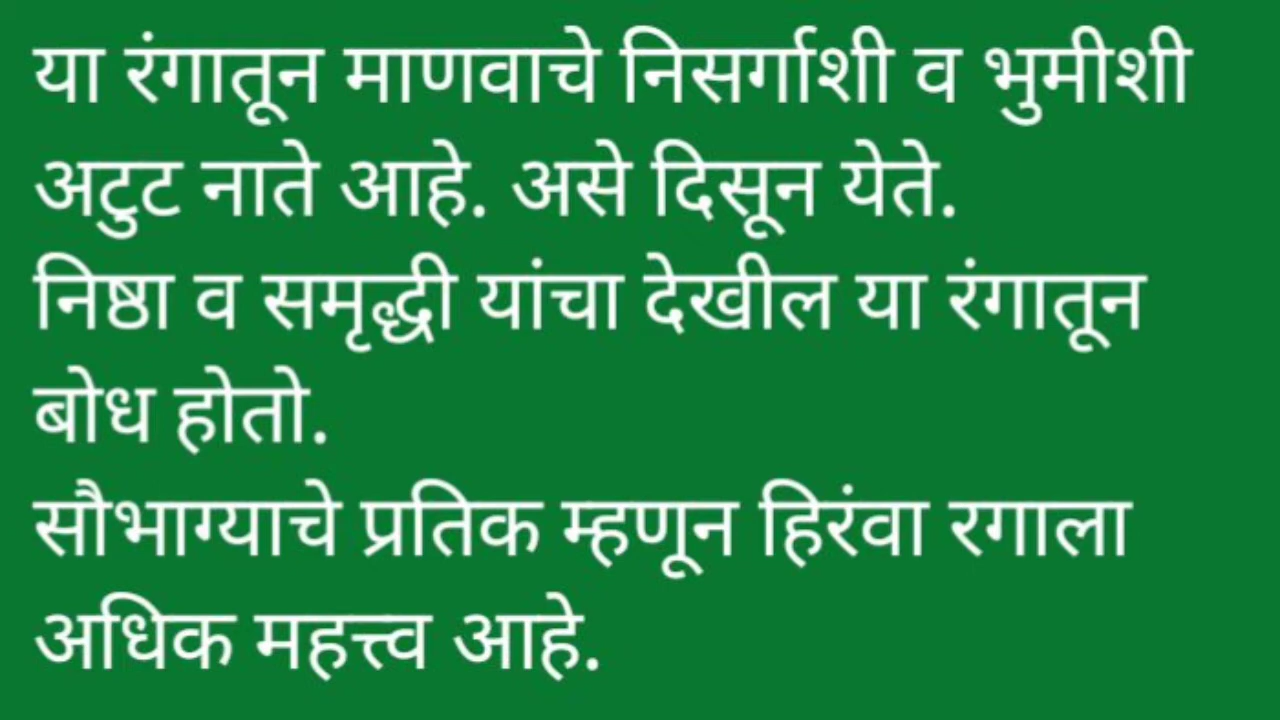 या रंगातून माणवाचे निसर्गाशी व भुमीशी
अटुट नाते आहे. असे दिसून येते.
निष्ठा व समृद्धी यांचा देखील या रंगातून
बोध होतो.
सौभाग्याचे प्रतिक म्हणून हिरंवा रगाला
अधिक महत्त्व आहे.